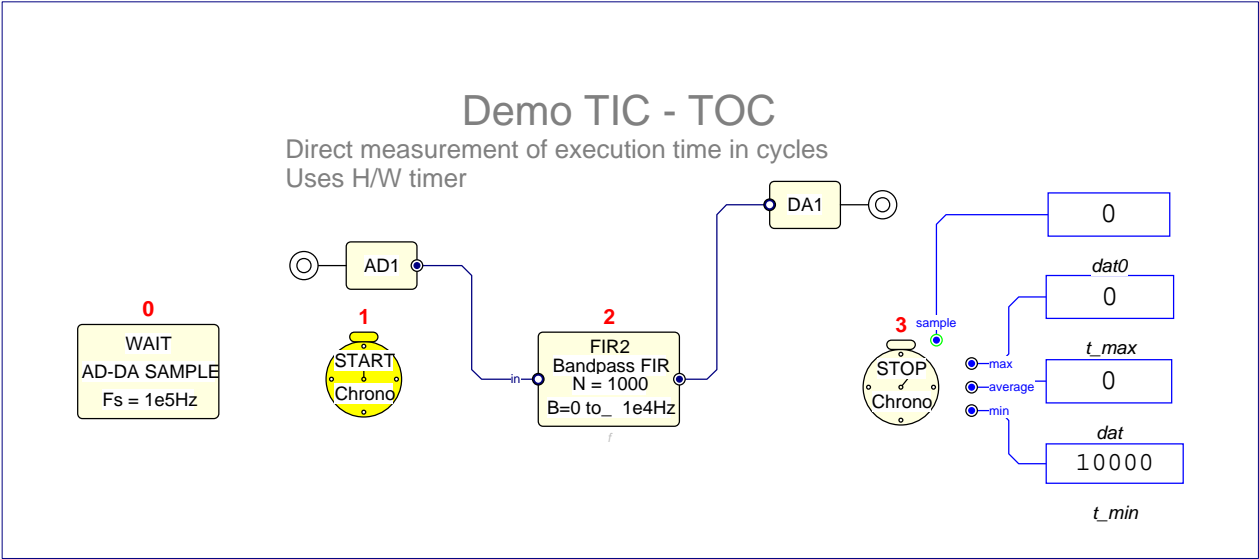 Demo TIC - TOC
Direct measurement of execution time in cycles
Uses H/W timer
DA1
0
dat0
AD1
0
t_max
0
WAIT
AD-DA SAMPLE
Fs = 1e5Hz
1
START
Chrono
2
FIR2
Bandpass FIR
N = 1000
B=0 to_ 1e4Hz
in
f
3
sample
STOP
Chrono
max
average
min
0
dat
10000
t_min